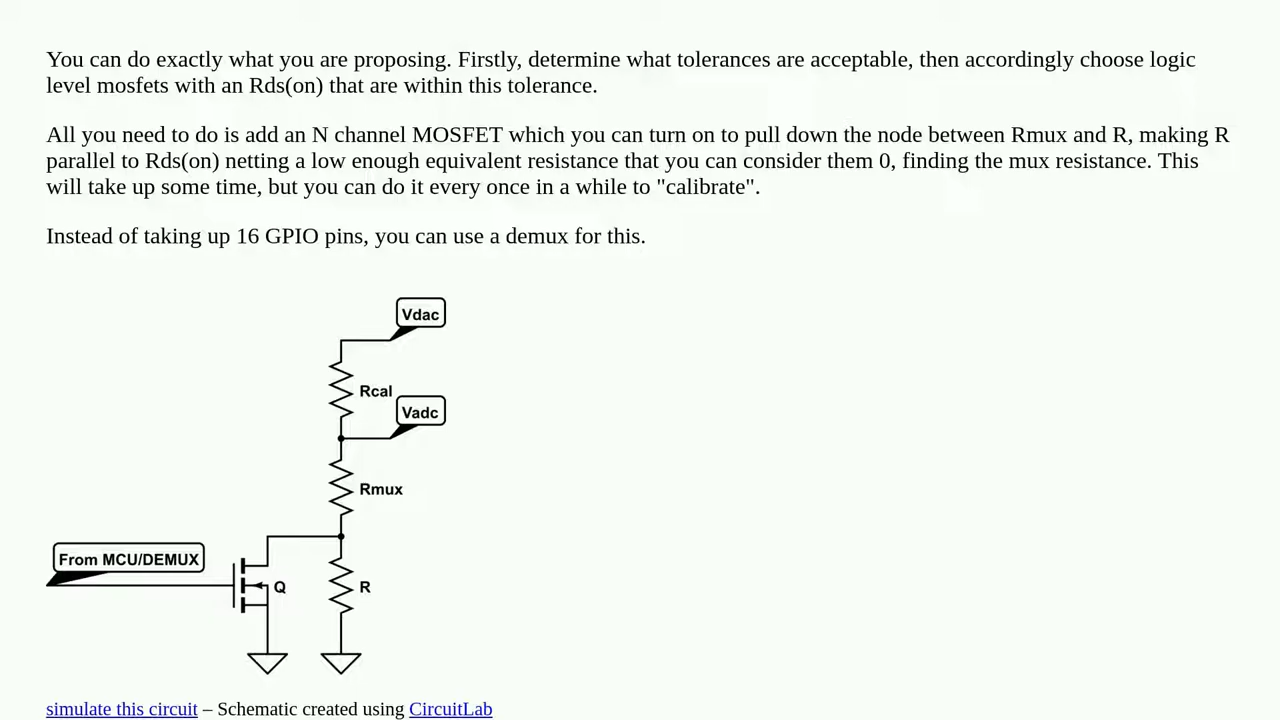 You can do exactly what you are proposing. Firstly, determine what tolerances are acceptable, then accordingly choose logic
level mosfets with an Rds(on) that are within this tolerance.
All you need to do is add an N channel MOSFET which you can turn on to pull down the node between Rmux and R, making R
parallel to Rds(on) netting a low enough equivalent resistance that you can consider them 0, finding the mux resistance. This
will take up some time, but you can do it every once in a while to "calibrate".
Instead of taking up 16 GPIO pins, you can use a demux for this.
Vdac
Rcal
Vadc
Rmux
From MCU/DEMUX
Q
R
simulate this circuit – Schematic created using CircuitLab